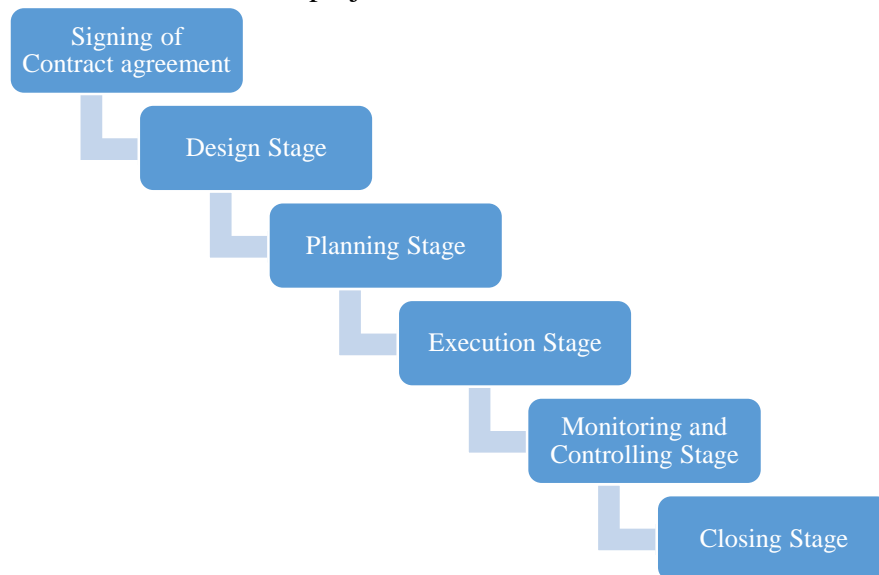 Signing of
Contract agreement
Design Stage
Planning Stage
Execution Stage
Monitoring and
Controlling Stage
Closing Stage